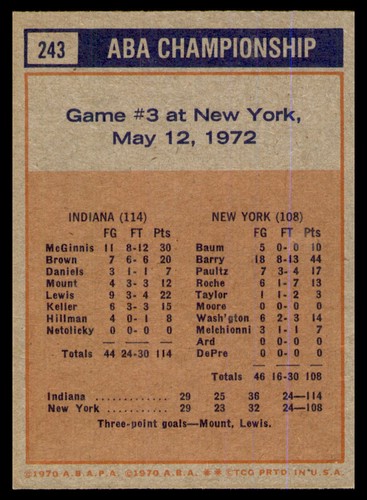 243 ABA CHAMPIONSHIP
Game #3 at New York,
May 12, 1972
INDIANA (114)
FG FT Pts
McGinnis 11 8-12 30
Brown 7 6-6 20
Daniels 3 1-1 7
Mount 4 3-3 12
Lewis 9 3-4 22
Keller 6 3-3 15
Hillman 4 0-1 8
Netolicky 0 0-0 0
Totals 44 24-30 114
NEW YORK (108)
FG FT Pts
Baum 5 0-0 10
Barry 18 8-13 44
Paultz 7 3-4 17
Roche 6 1-3 13
Taylor 1 1-2 3
Moore 0 0-0 0
Wash'gton 6 2-3 14
Melchionni 3 1-1 7
Ard 0 0-0 0
DePre 0 0-0 0
Totals 46 16-30 108
Indiana ............ 29 25 36 24—114
New York .......... 29 23 32 24—108
Three-point goals—Mount, Lewis.
©1970 A.B.A.P.A. ©1970 A.B.A. ✱ ✱ ©TCG PRTD. IN U.S.A.